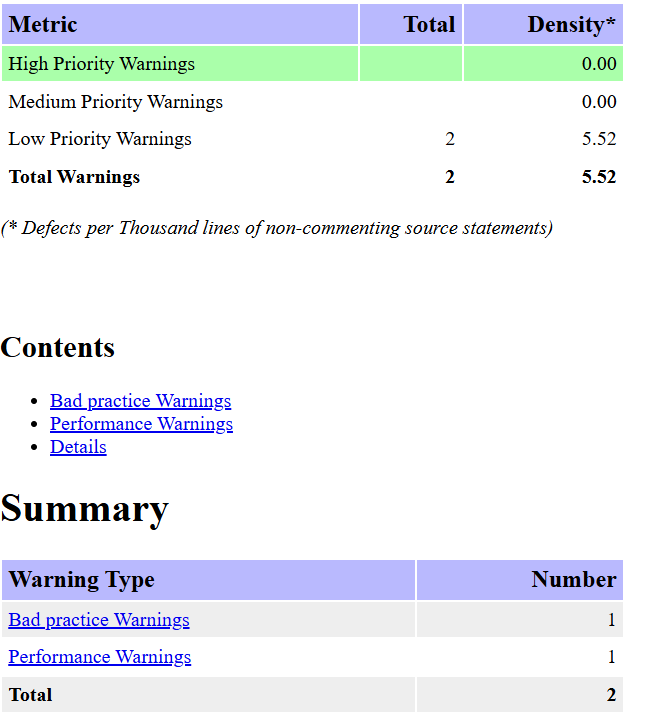 Metric Total Density*
High Priority Warnings 0.00
Medium Priority Warnings 0.00
Low Priority Warnings 2 5.52
Total Warnings 2 5.52
(* Defects per Thousand lines of non-commenting source statements)
Contents
• Bad practice Warnings
• Performance Warnings
• Details
Summary
Warning Type Number
Bad practice Warnings 1
Performance Warnings 1
Total 2